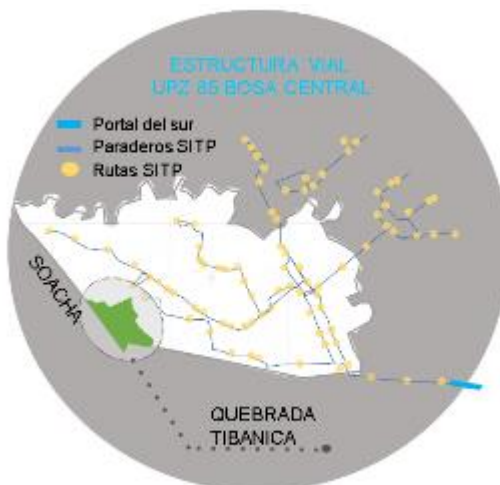 ESTRUCTURA VIAL
UPZ 85 BOSA CENTRAL
Portal del sur
Paraderos SITP
Rutas SITP
SOACHA
QUEBRADA
TIBANICA